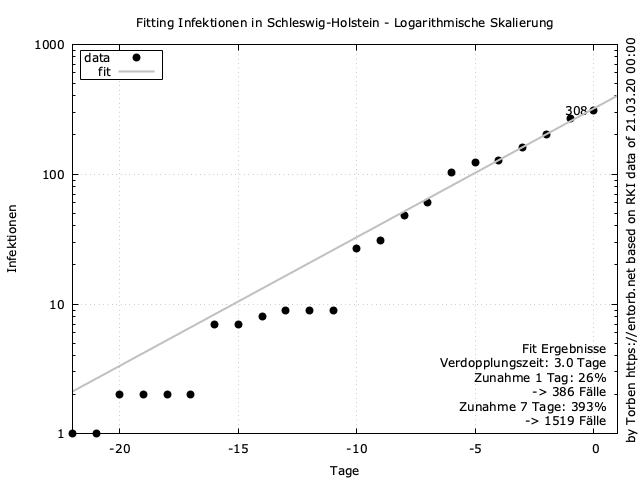 Fitting Infektionen in Schleswig-Holstein - Logarithmische Skalierung
1000
100
10
1
Infektionen
data
fit
308
Fit Ergebnisse
Verdopplungszeit: 3.0 Tage
Zunahme 1 Tag: 26%
-> 386 Fälle
Zunahme 7 Tage: 393%
-> 1519 Fälle
-20 -15 -10 -5 0
Tage
by Torben https://entorb.net based on RKI data of 21.03.20 00:00